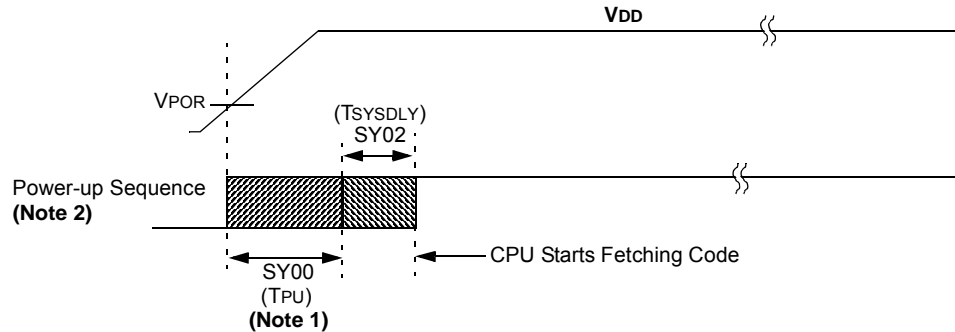 VDD
VPOR
(TSYSDLY)
SY02
Power-up Sequence
(Note 2)
CPU Starts Fetching Code
SY00
(TPU)
(Note 1)